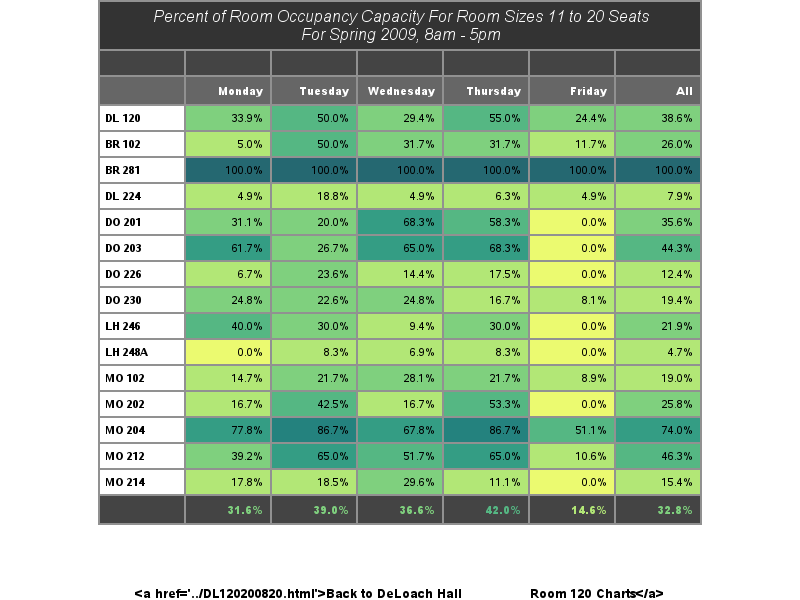 Percent of Room Occupancy Capacity For Room Sizes 11 to 20 Seats
For Spring 2009, 8am - 5pm
Monday Tuesday Wednesday Thursday Friday All
DL 120 33.9% 50.0% 29.4% 55.0% 24.4% 38.6%
BR 102 5.0% 50.0% 31.7% 31.7% 11.7% 26.0%
BR 281 100.0% 100.0% 100.0% 100.0% 100.0% 100.0%
DL 224 4.9% 18.8% 4.9% 6.3% 4.9% 7.9%
DO 201 31.1% 20.0% 68.3% 58.3% 0.0% 35.6%
DO 203 61.7% 26.7% 65.0% 68.3% 0.0% 44.3%
DO 226 6.7% 23.6% 14.4% 17.5% 0.0% 12.4%
DO 230 24.8% 22.6% 24.8% 16.7% 8.1% 19.4%
LH 246 40.0% 30.0% 9.4% 30.0% 0.0% 21.9%
LH 248A 0.0% 8.3% 6.9% 8.3% 0.0% 4.7%
MO 102 14.7% 21.7% 28.1% 21.7% 8.9% 19.0%
MO 202 16.7% 42.5% 16.7% 53.3% 0.0% 25.8%
MO 204 77.8% 86.7% 67.8% 86.7% 51.1% 74.0%
MO 212 39.2% 65.0% 51.7% 65.0% 10.6% 46.3%
MO 214 17.8% 18.5% 29.6% 11.1% 0.0% 15.4%
31.6% 39.0% 36.6% 42.0% 14.6% 32.8%
<a href='../DL120200820.html'>Back to DeLoach Hall Room 120 Charts</a>